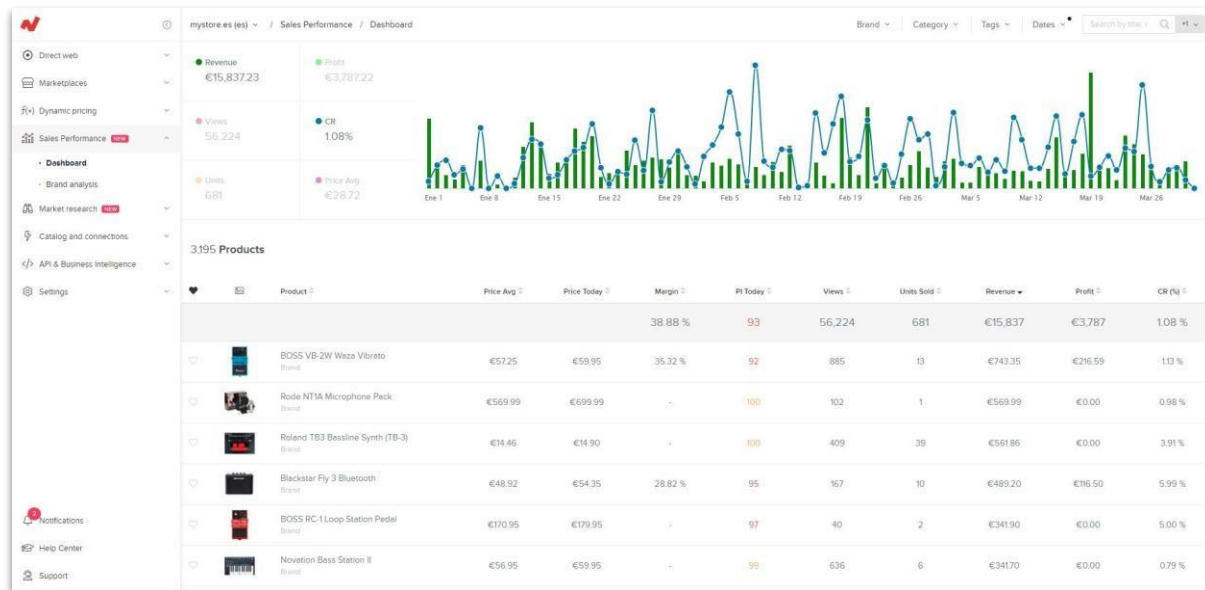 mystore.es (es) / Sales Performance / Dashboard
Brand Category Tags Dates Search by title, +1
Direct web
Marketplaces
f(x) Dynamic pricing
Sales Performance NEW
Dashboard
Brand analysis
Market research NEW
Catalog and connections
</> API & Business Intelligence
Settings
2
Notifications
Help Center
Support
Revenue
€15,837.23
Profit
€3,787.22
Views
56,224
CR
1.08%
Units
681
Price Avg
€28.72
Ene 1 Ene 8 Ene 15 Ene 22 Ene 29 Feb 5 Feb 12 Feb 19 Feb 26 Mar 5 Mar 12 Mar 19 Mar 26
3,195 Products
Product Price Avg Price Today Margin PI Today Views Units Sold Revenue Profit CR (%)
38.88 % 93 56,224 681 €15,837 €3,787 1.08 %
BOSS VB-2W Waza Vibrato €57.25 €59.95 35.32 % 92 885 13 €743.35 €216.59 1.13 %
Brand
Rode NT1A Microphone Pack €569.99 €699.99 - 100 102 1 €569.99 €0.00 0.98 %
Brand
Roland TB3 Bassline Synth (TB-3) €14.46 €14.90 - 100 409 39 €561.86 €0.00 3.91 %
Brand
Blackstar Fly 3 Bluetooth €48.92 €54.35 28.82 % 95 167 10 €489.20 €116.50 5.99 %
Brand
BOSS RC-1 Loop Station Pedal €170.95 €179.95 - 97 40 2 €341.90 €0.00 5.00 %
Brand
Novation Bass Station II €56.95 €59.95 - 99 636 6 €341.70 €0.00 0.79 %
Brand